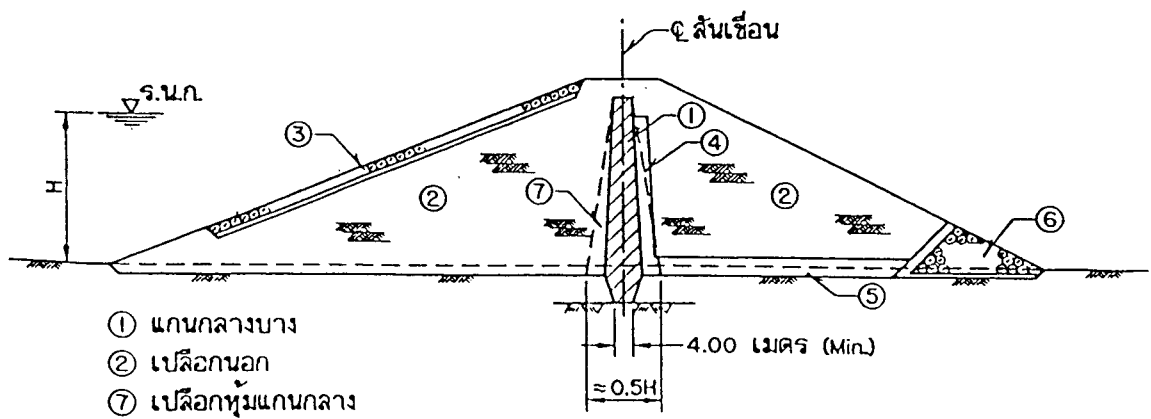 ℄ สันเขื่อน
ร.น.ก.
①
③
④
H
②
⑦
②
⑥
⑤
① แกนกลางบาง
② เปลือกนอก
⑦ เปลือกหุ้มแกนกลาง
4.00 เมตร (Min.)
≈0.5H